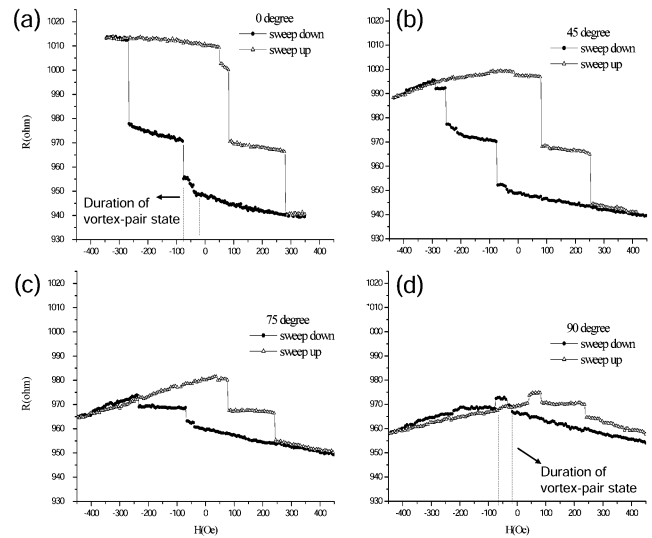 (a)
0 degree
sweep down
sweep up
1020
1010
1000
990
980
970
960
950
940
930
R(ohm)
Duration of
vortex-pair state
-400 -300 -200 -100 0 100 200 300 400
(b)
45 degree
sweep down
sweep up
1020
1010
1000
990
980
970
960
950
940
930
-400 -300 -200 -100 0 100 200 300 400
(c)
75 degree
sweep down
sweep up
1020
1010
1000
990
980
970
960
950
940
930
R(ohm)
-400 -300 -200 -100 0 100 200 300 400
H(Oe)
(d)
90 degree
sweep down
sweep up
1020
"010
000
990
980
970
960
950
940
930
Duration of
vortex-pair state
-400 -300 -200 -100 0 100 200 300 400
H(Oe)